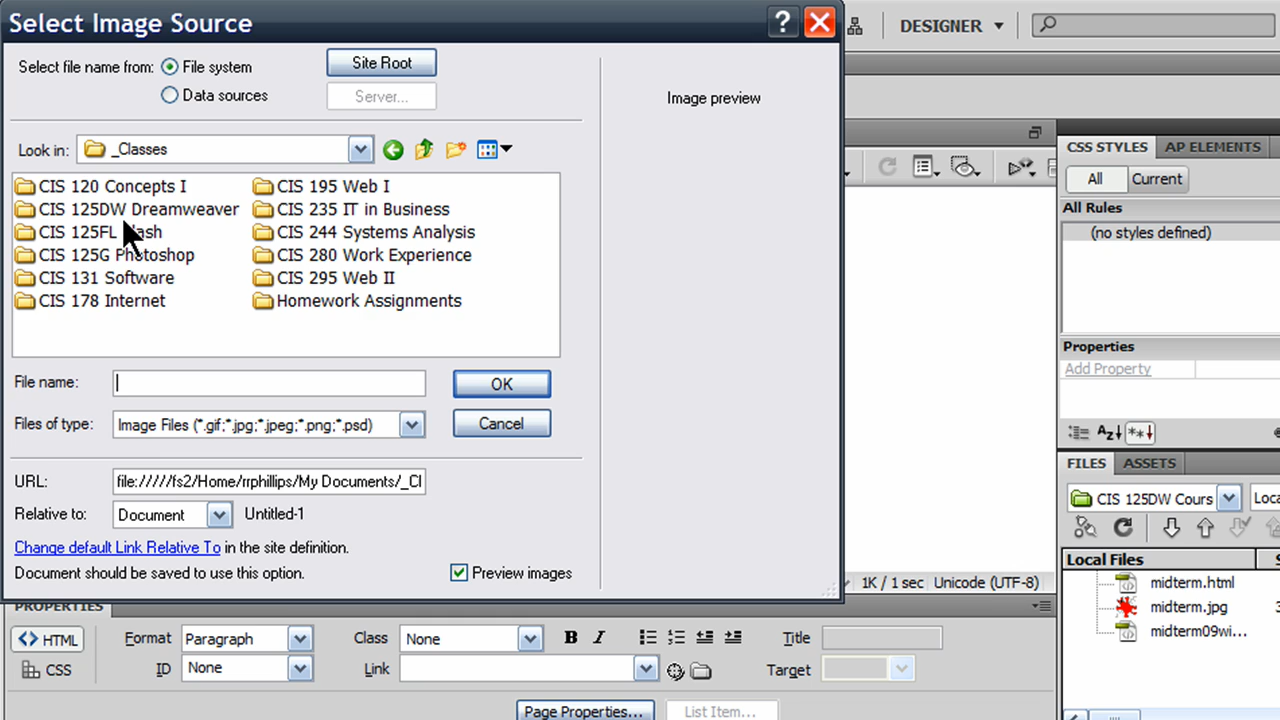 Select Image Source
?
DESIGNER
Select file name from: File system
Site Root
Data sources
Server...
Image preview
Look in: _Classes
CIS 120 Concepts I
CIS 125DW Dreamweaver
CIS 125FL
CIS 125G Photoshop
CIS 131 Software
CIS 178 Internet
CIS 195 Web I
CIS 235 IT in Business
CIS 244 Systems Analysis
CIS 280 Work Experience
CIS 295 Web II
Homework Assignments
File name:
OK
Files of type: Image Files (*.gif;*.jpg;*.jpeg;*.png;*.psd)
Cancel
URL: file://///fs2/Home/rrphillips/My Documents/_Cl
Relative to: Document Untitled-1
Change default Link Relative To in the site definition.
Document should be saved to use this option.
Preview images
CSS STYLES AP ELEMENTS
All Current
All Rules
(no styles defined)
Properties
Add Property
FILES ASSETS
CIS 125DW Cours
Local Files
midterm.html
midterm.jpg
midterm09wi...
1K / 1 sec Unicode (UTF-8)
PROPERTIES
<> HTML Format Paragraph Class None B I Title
CSS ID None Link Target
Page Properties... List Item...